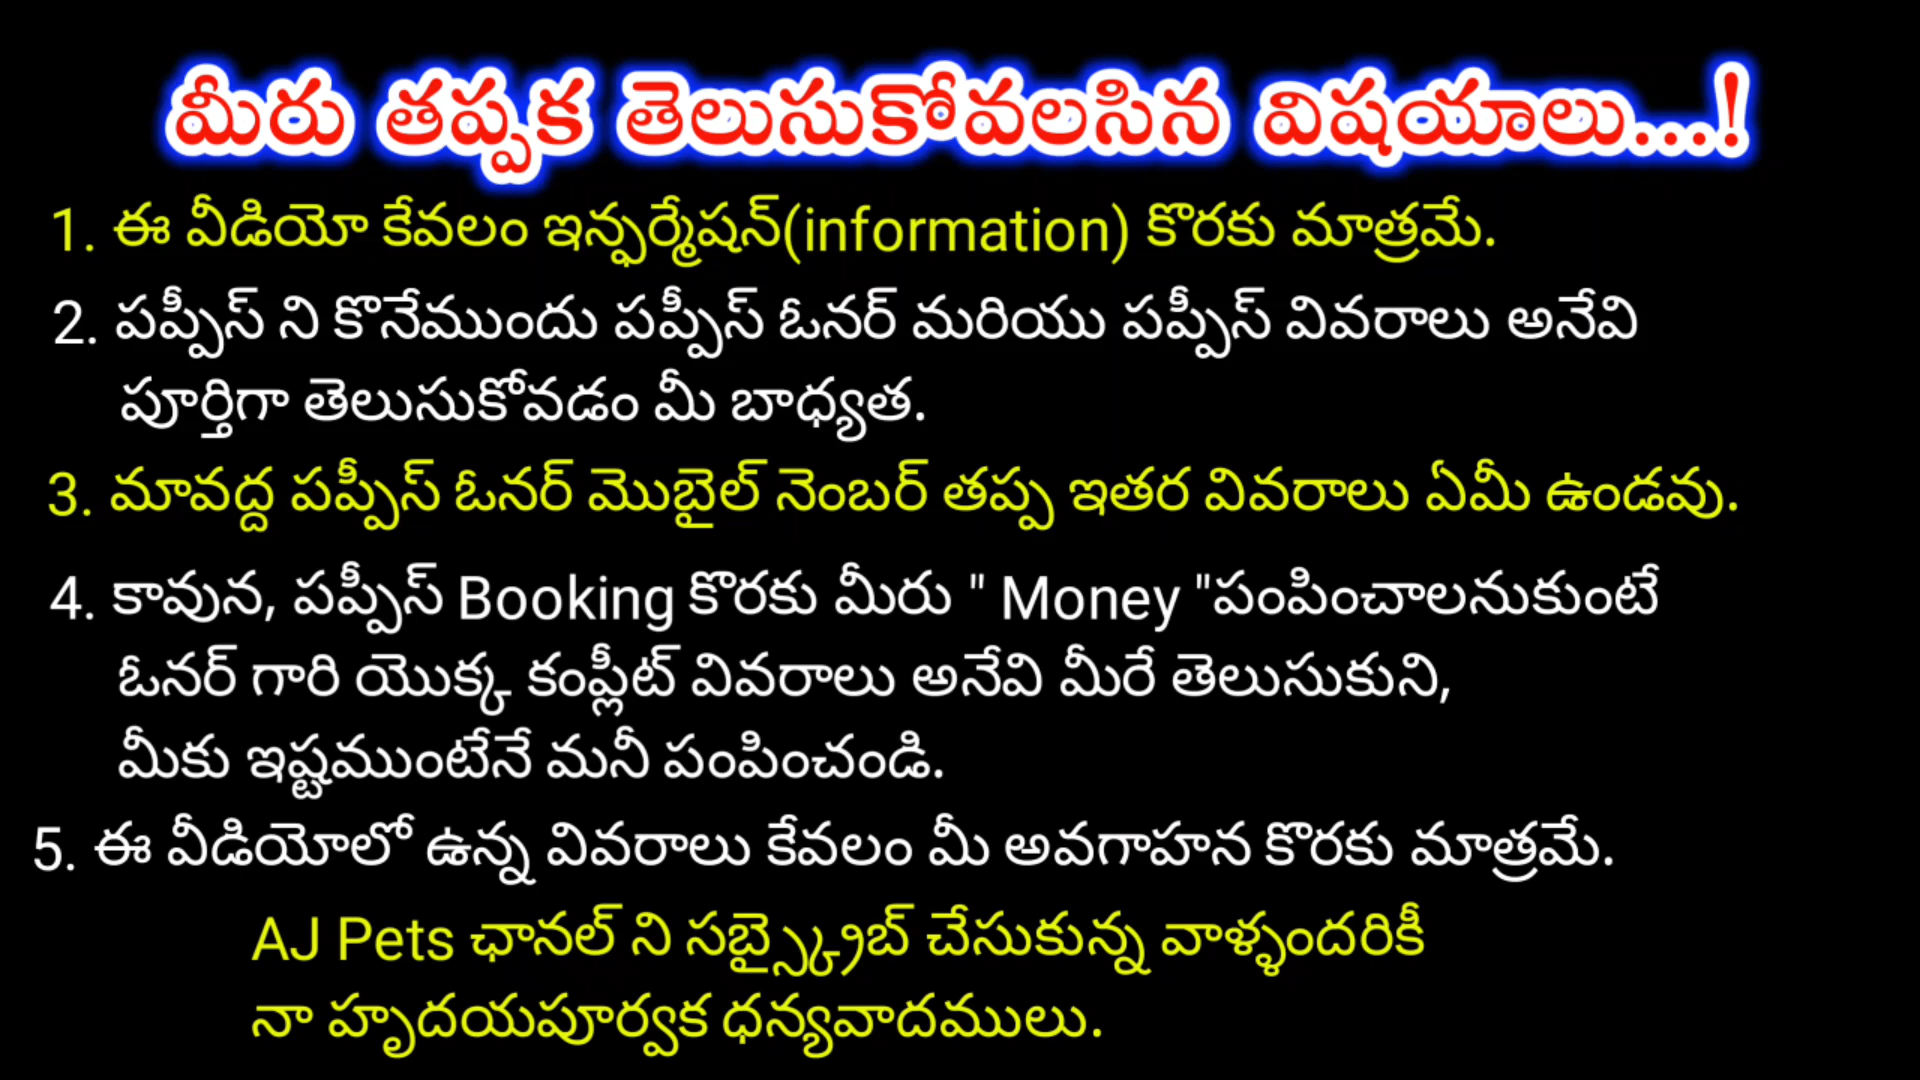 మీరు తప్పక తెలుసుకోవలసిన విషయాలు...!
1. ఈ వీడియో కేవలం ఇన్ఫర్మేషన్(information) కొరకు మాత్రమే.
2. పప్పీస్ ని కొనేముందు పప్పీస్ ఓనర్ మరియు పప్పీస్ వివరాలు అనేవి
పూర్తిగా తెలుసుకోవడం మీ బాధ్యత.
3. మావద్ద పప్పీస్ ఓనర్ మొబైల్ నెంబర్ తప్ప ఇతర వివరాలు ఏమీ ఉండవు.
4. కావున, పప్పీస్ Booking కొరకు మీరు " Money "పంపించాలనుకుంటే
ఓనర్ గారి యొక్క కంప్లీట్ వివరాలు అనేవి మీరే తెలుసుకుని,
మీకు ఇష్టముంటేనే మనీ పంపించండి.
5. ఈ వీడియోలో ఉన్న వివరాలు కేవలం మీ అవగాహన కొరకు మాత్రమే.
AJ Pets ఛానల్ ని సబ్స్క్రైబ్ చేసుకున్న వాళ్ళందరికీ
నా హృదయపూర్వక ధన్యవాదములు.